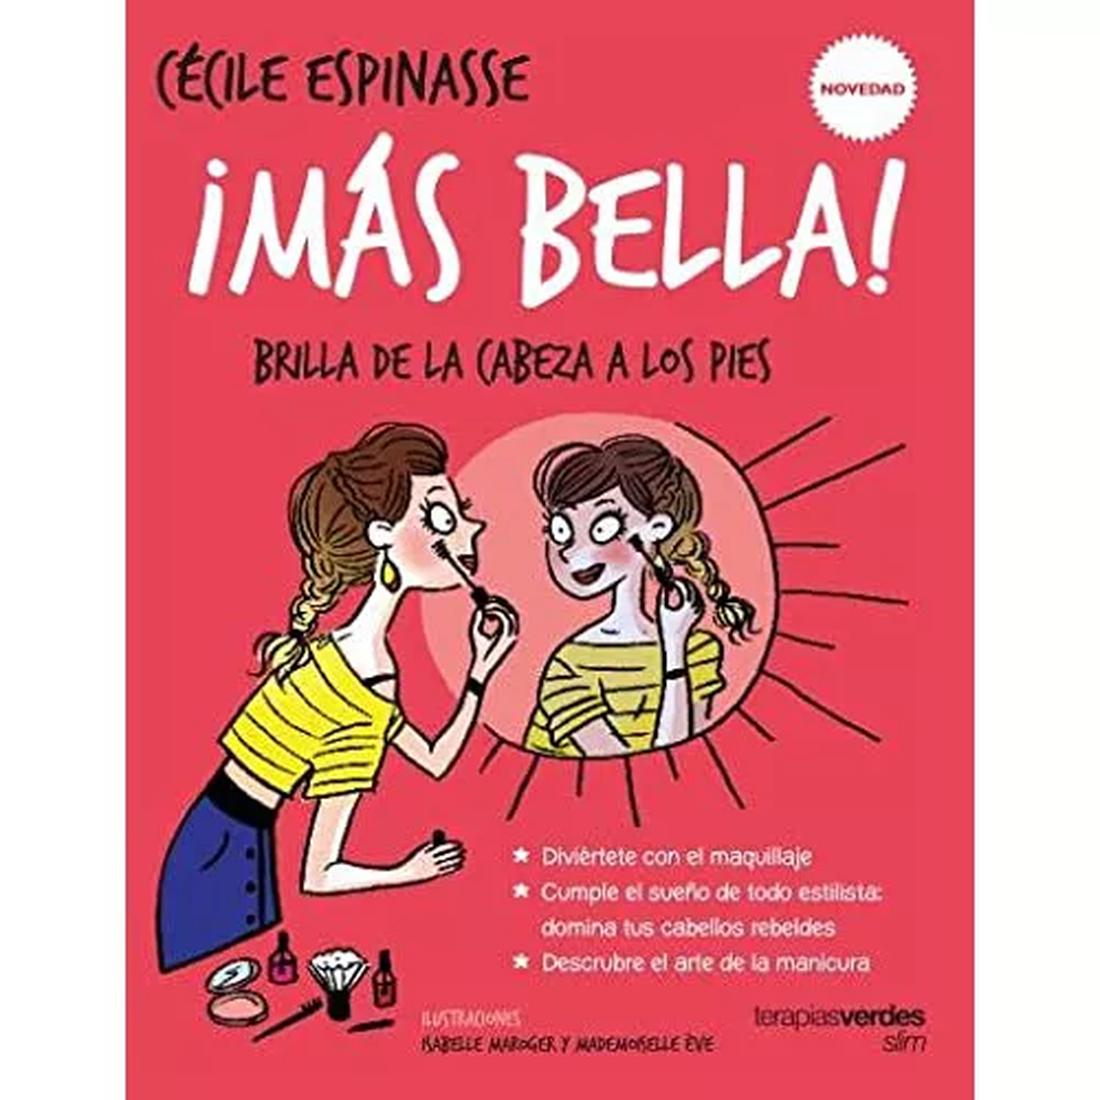 CÉCILE ESPINASSE
NOVEDAD
¡MÁS BELLA!
BRILLA DE LA CABEZA A LOS PIES
★ Diviértete con el maquillaje
★ Cumple el sueño de todo estilista:
domina tus cabellos rebeldes
★ Descrubre el arte de la manicura
ILUSTRACIONES
ISABELLE MAROGER Y MADEMOISELLE ÈVE
terapiasverdes
slim